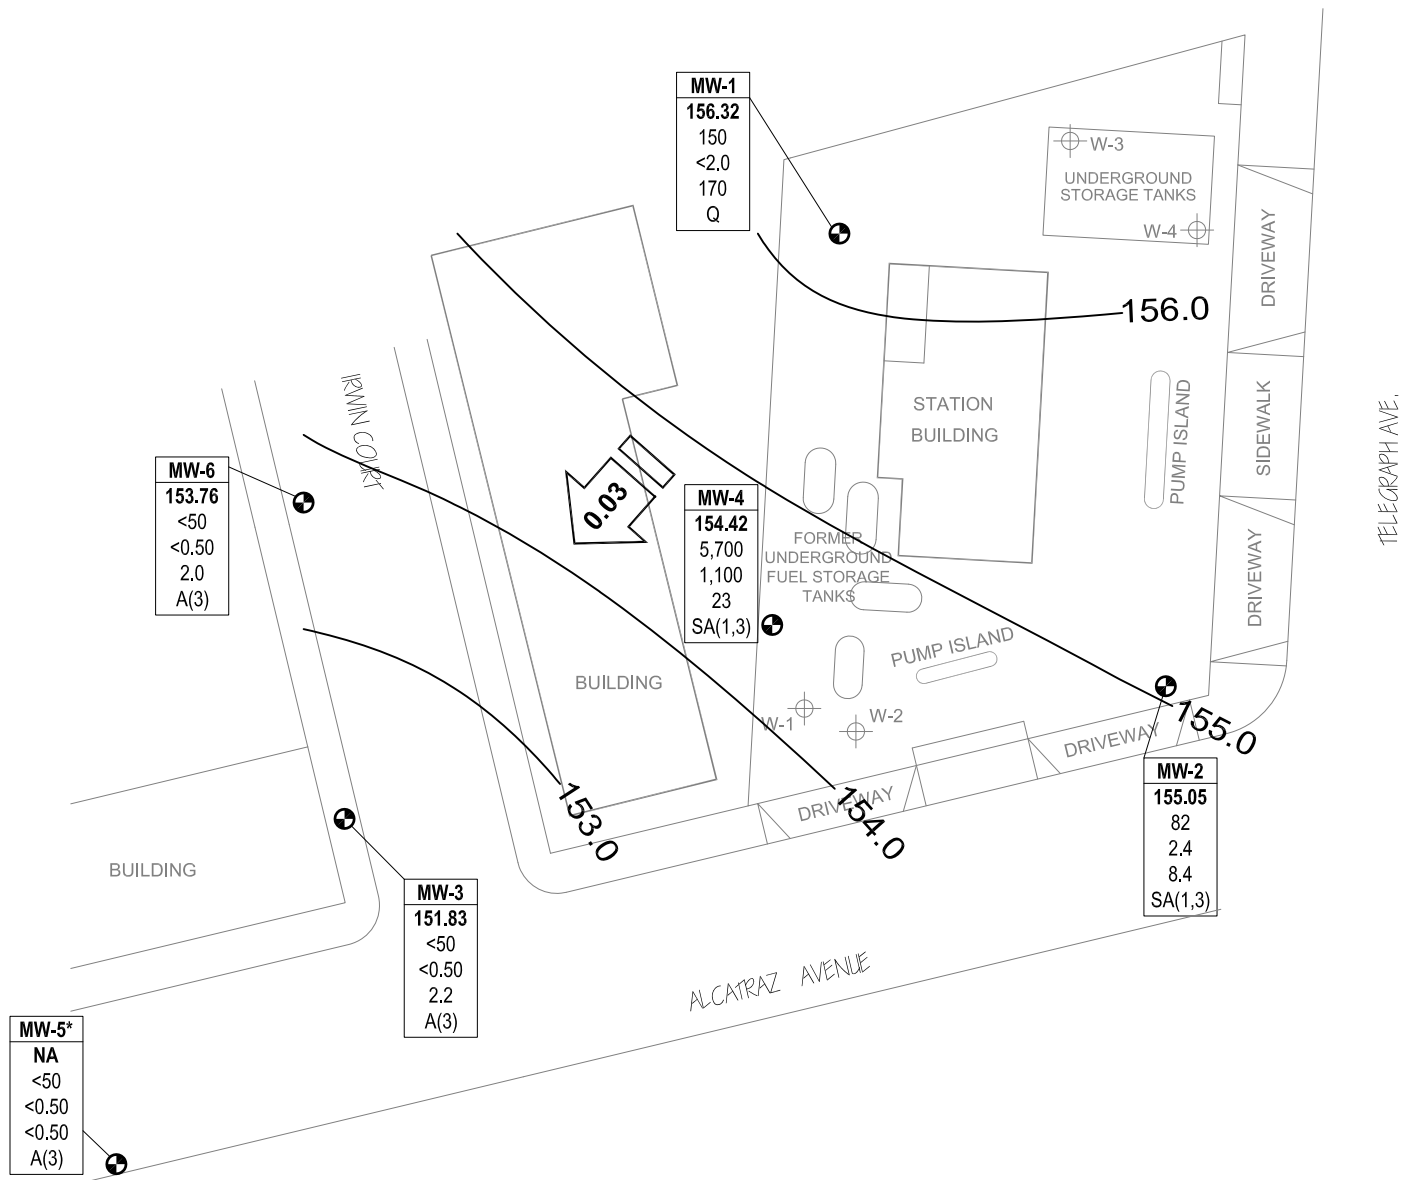 MW-1
156.32
150
<2.0
170
Q
W-3
UNDERGROUND
STORAGE TANKS
W-4
DRIVEWAY
156.0
IRWIN COURT
STATION
BUILDING
PUMP ISLAND
SIDEWALK
TELEGRAPH AVE.
MW-6
153.76
<50
<0.50
2.0
A(3)
0.03
MW-4
154.42
5,700
1,100
23
SA(1,3)
FORMER
UNDERGROUND
FUEL STORAGE
TANKS
DRIVEWAY
PUMP ISLAND
BUILDING
W-1
W-2
155.0
DRIVEWAY
MW-2
155.05
82
2.4
8.4
SA(1,3)
DRIVEWAY
154.0
153.0
BUILDING
MW-3
151.83
<50
<0.50
2.2
A(3)
ALCATRAZ AVENUE
MW-5*
NA
<50
<0.50
<0.50
A(3)